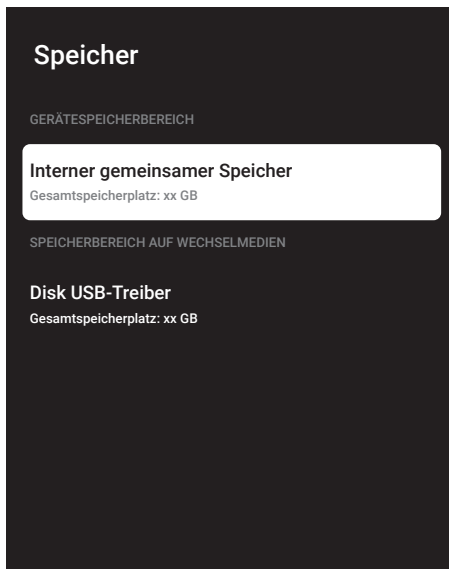 Speicher
GERÄTESPEICHERBEREICH
Interner gemeinsamer Speicher
Gesamtspeicherplatz: xx GB
SPEICHERBEREICH AUF WECHSELMEDIEN
Disk USB-Treiber
Gesamtspeicherplatz: xx GB